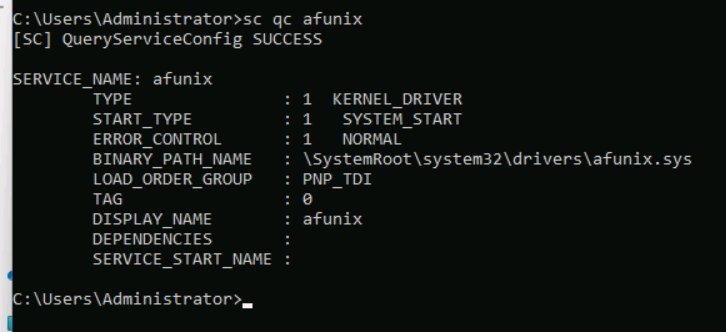 C:\Users\Administrator>sc qc afunix
[SC] QueryServiceConfig SUCCESS
SERVICE_NAME: afunix
TYPE : 1 KERNEL_DRIVER
START_TYPE : 1 SYSTEM_START
ERROR_CONTROL : 1 NORMAL
BINARY_PATH_NAME : \SystemRoot\system32\drivers\afunix.sys
LOAD_ORDER_GROUP : PNP_TDI
TAG : 0
DISPLAY_NAME : afunix
DEPENDENCIES :
SERVICE_START_NAME :
C:\Users\Administrator>